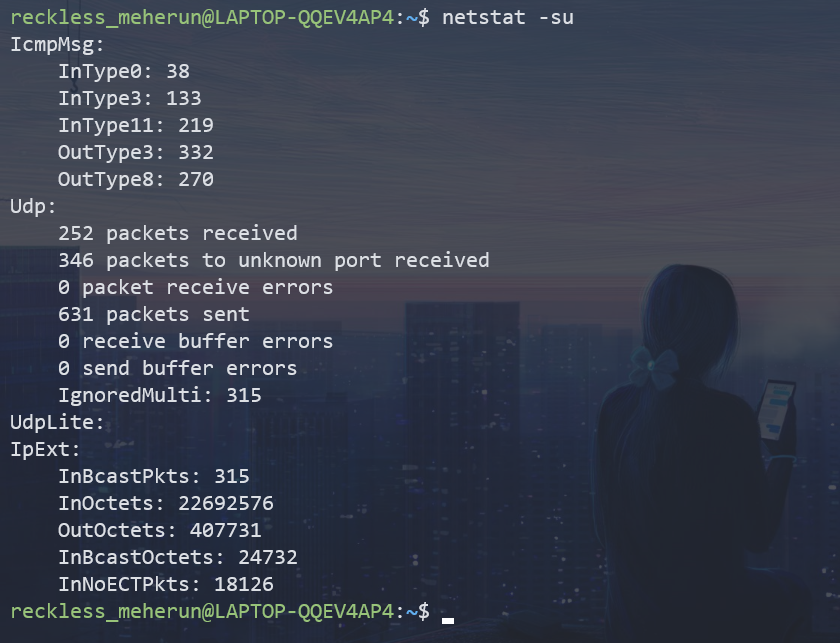 reckless_meherun@LAPTOP-QQEV4AP4:~$ netstat -su
IcmpMsg:
    InType0: 38
    InType3: 133
    InType11: 219
    OutType3: 332
    OutType8: 270
Udp:
    252 packets received
    346 packets to unknown port received
    0 packet receive errors
    631 packets sent
    0 receive buffer errors
    0 send buffer errors
    IgnoredMulti: 315
UdpLite:
IpExt:
    InBcastPkts: 315
    InOctets: 22692576
    OutOctets: 407731
    InBcastOctets: 24732
    InNoECTPkts: 18126
reckless_meherun@LAPTOP-QQEV4AP4:~$